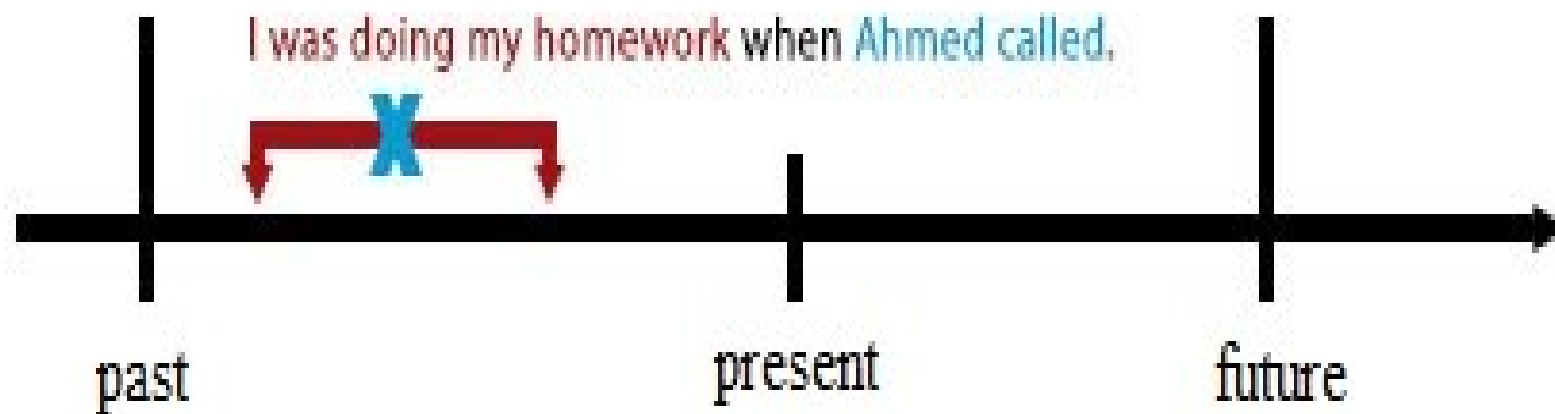 I was doing my homework when Ahmed called.
past present future